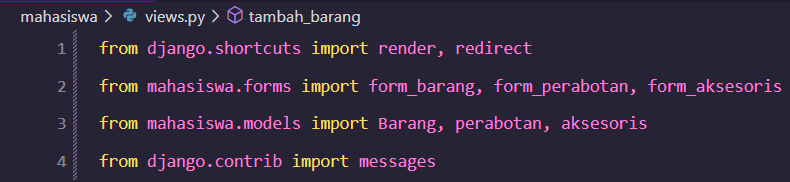 mahasiswa > views.py > tambah_barang
1 from django.shortcuts import render, redirect
2 from mahasiswa.forms import form_barang, form_perabotan, form_aksesoris
3 from mahasiswa.models import Barang, perabotan, aksesoris
4 from django.contrib import messages